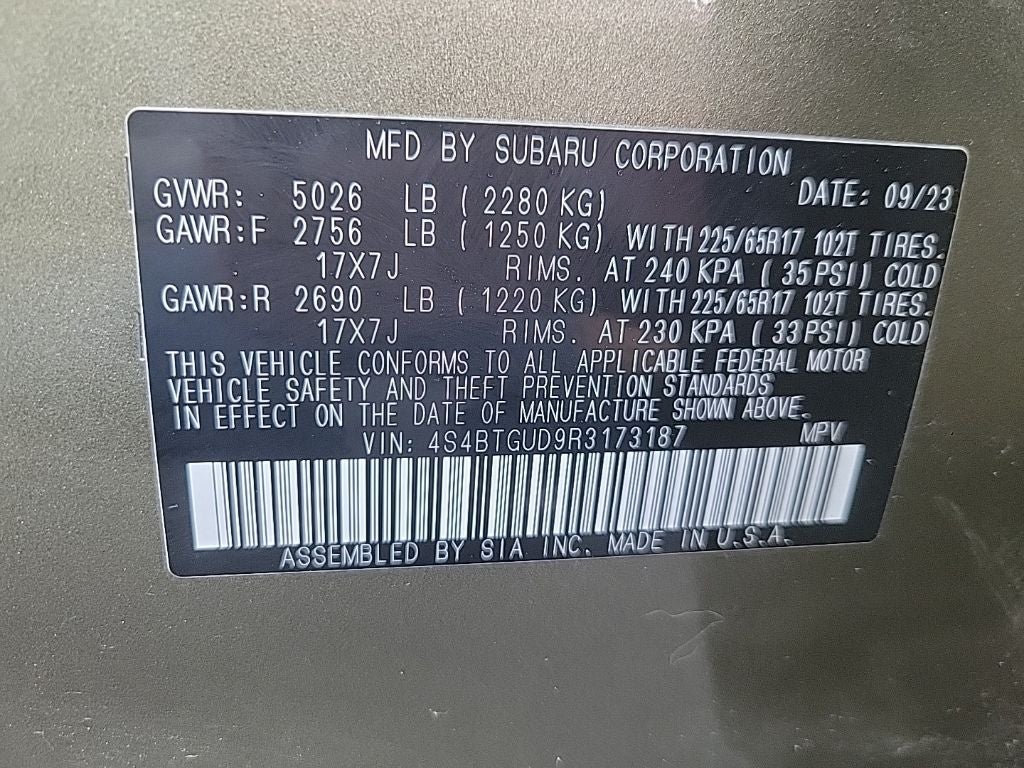 MFD BY SUBARU CORPORATION
GVWR: 5026 LB ( 2280 KG) DATE: 09/23
GAWR:F 2756 LB ( 1250 KG) WITH 225/65R17 102T TIRES.
17X7J RIMS. AT 240 KPA ( 35PSI) COLD
GAWR:R 2690 LB ( 1220 KG) WITH 225/65R17 102T TIRES.
17X7J RIMS. AT 230 KPA ( 33PSI) COLD
THIS VEHICLE CONFORMS TO ALL APPLICABLE FEDERAL MOTOR
VEHICLE SAFETY AND THEFT PREVENTION STANDARDS
IN EFFECT ON THE DATE OF MANUFACTURE SHOWN ABOVE.
VIN: 4S4BTGUD9R3173187 MPV
ASSEMBLED BY SIA INC. MADE IN U.S.A.